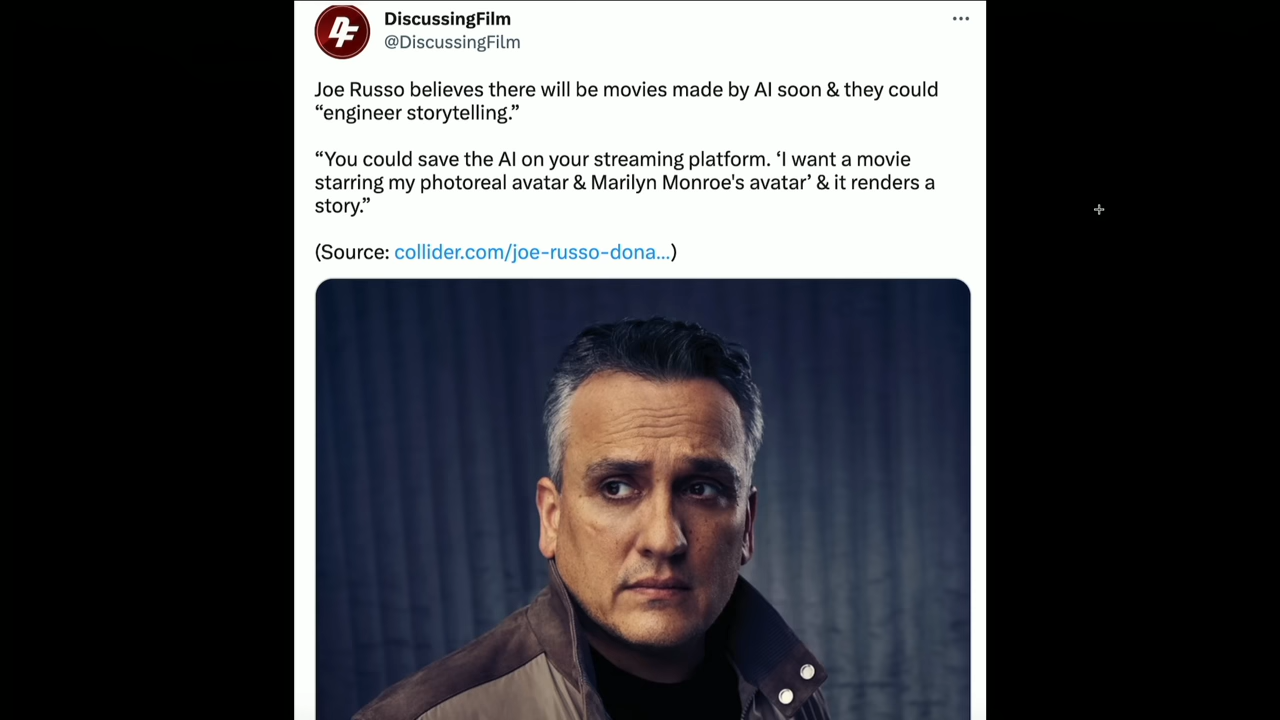 DiscussingFilm
@DiscussingFilm
Joe Russo believes there will be movies made by AI soon & they could
“engineer storytelling.”
“You could save the AI on your streaming platform. ‘I want a movie
starring my photoreal avatar & Marilyn Monroe's avatar’ & it renders a
story.”
(Source: collider.com/joe-russo-dona...)